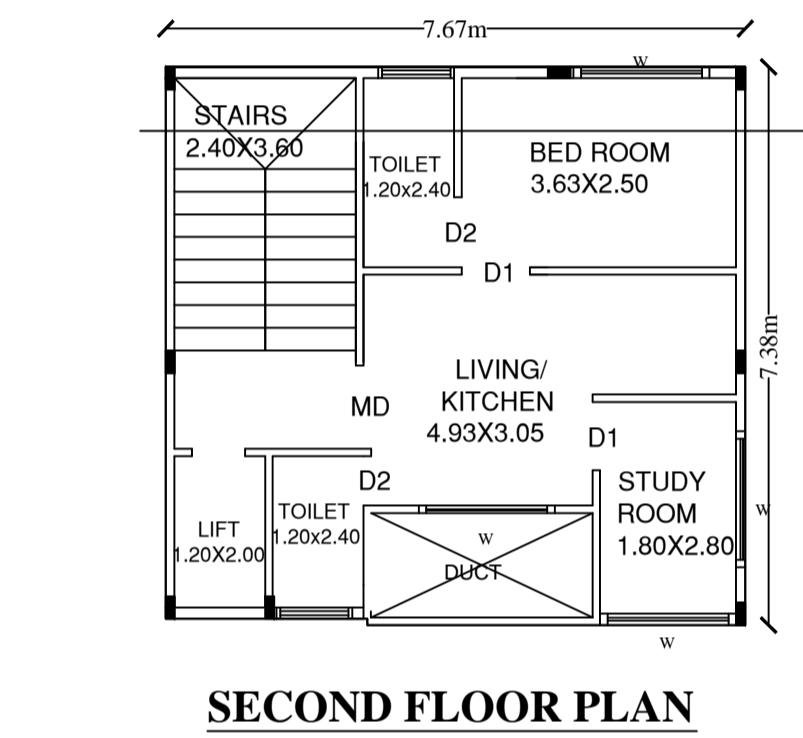 7.67m
w
STAIRS
2.40X3.60
TOILET
1.20x2.40
BED ROOM
3.63X2.50
D2
D1
7.38m
LIVING/
KITCHEN
4.93X3.05
MD
D1
D2
STUDY
ROOM
1.80X2.80
w
TOILET
1.20x2.40
LIFT
1.20X2.00
w
DUCT
w
SECOND FLOOR PLAN